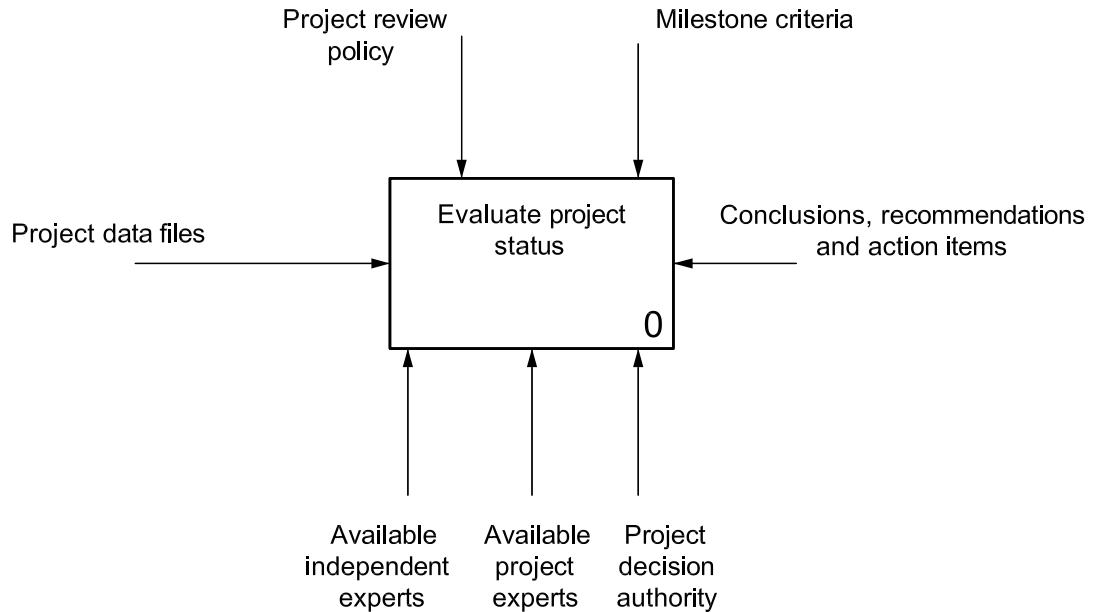 Project review
policy
Milestone criteria
Evaluate project
status
Project data files
Conclusions, recommendations
and action items
0
Available
independent
experts
Available
project
experts
Project
decision
authority